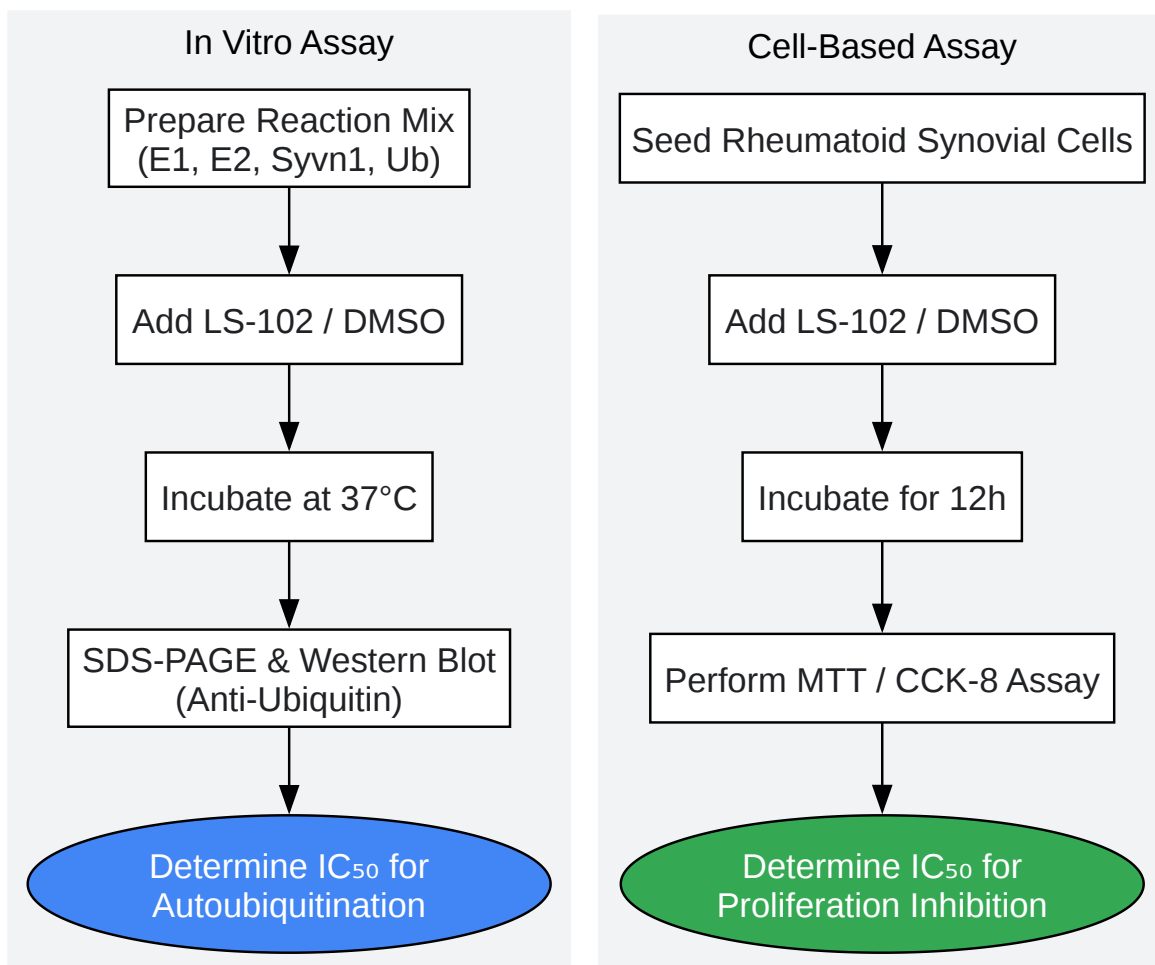 In Vitro Assay
Prepare Reaction Mix
(E1, E2, Syvn1, Ub)
Add LS-102 / DMSO
Incubate at 37°C
SDS-PAGE & Western Blot
(Anti-Ubiquitin)
Determine IC₅₀ for
Autoubiquitination
Cell-Based Assay
Seed Rheumatoid Synovial Cells
Add LS-102 / DMSO
Incubate for 12h
Perform MTT / CCK-8 Assay
Determine IC₅₀ for
Proliferation Inhibition